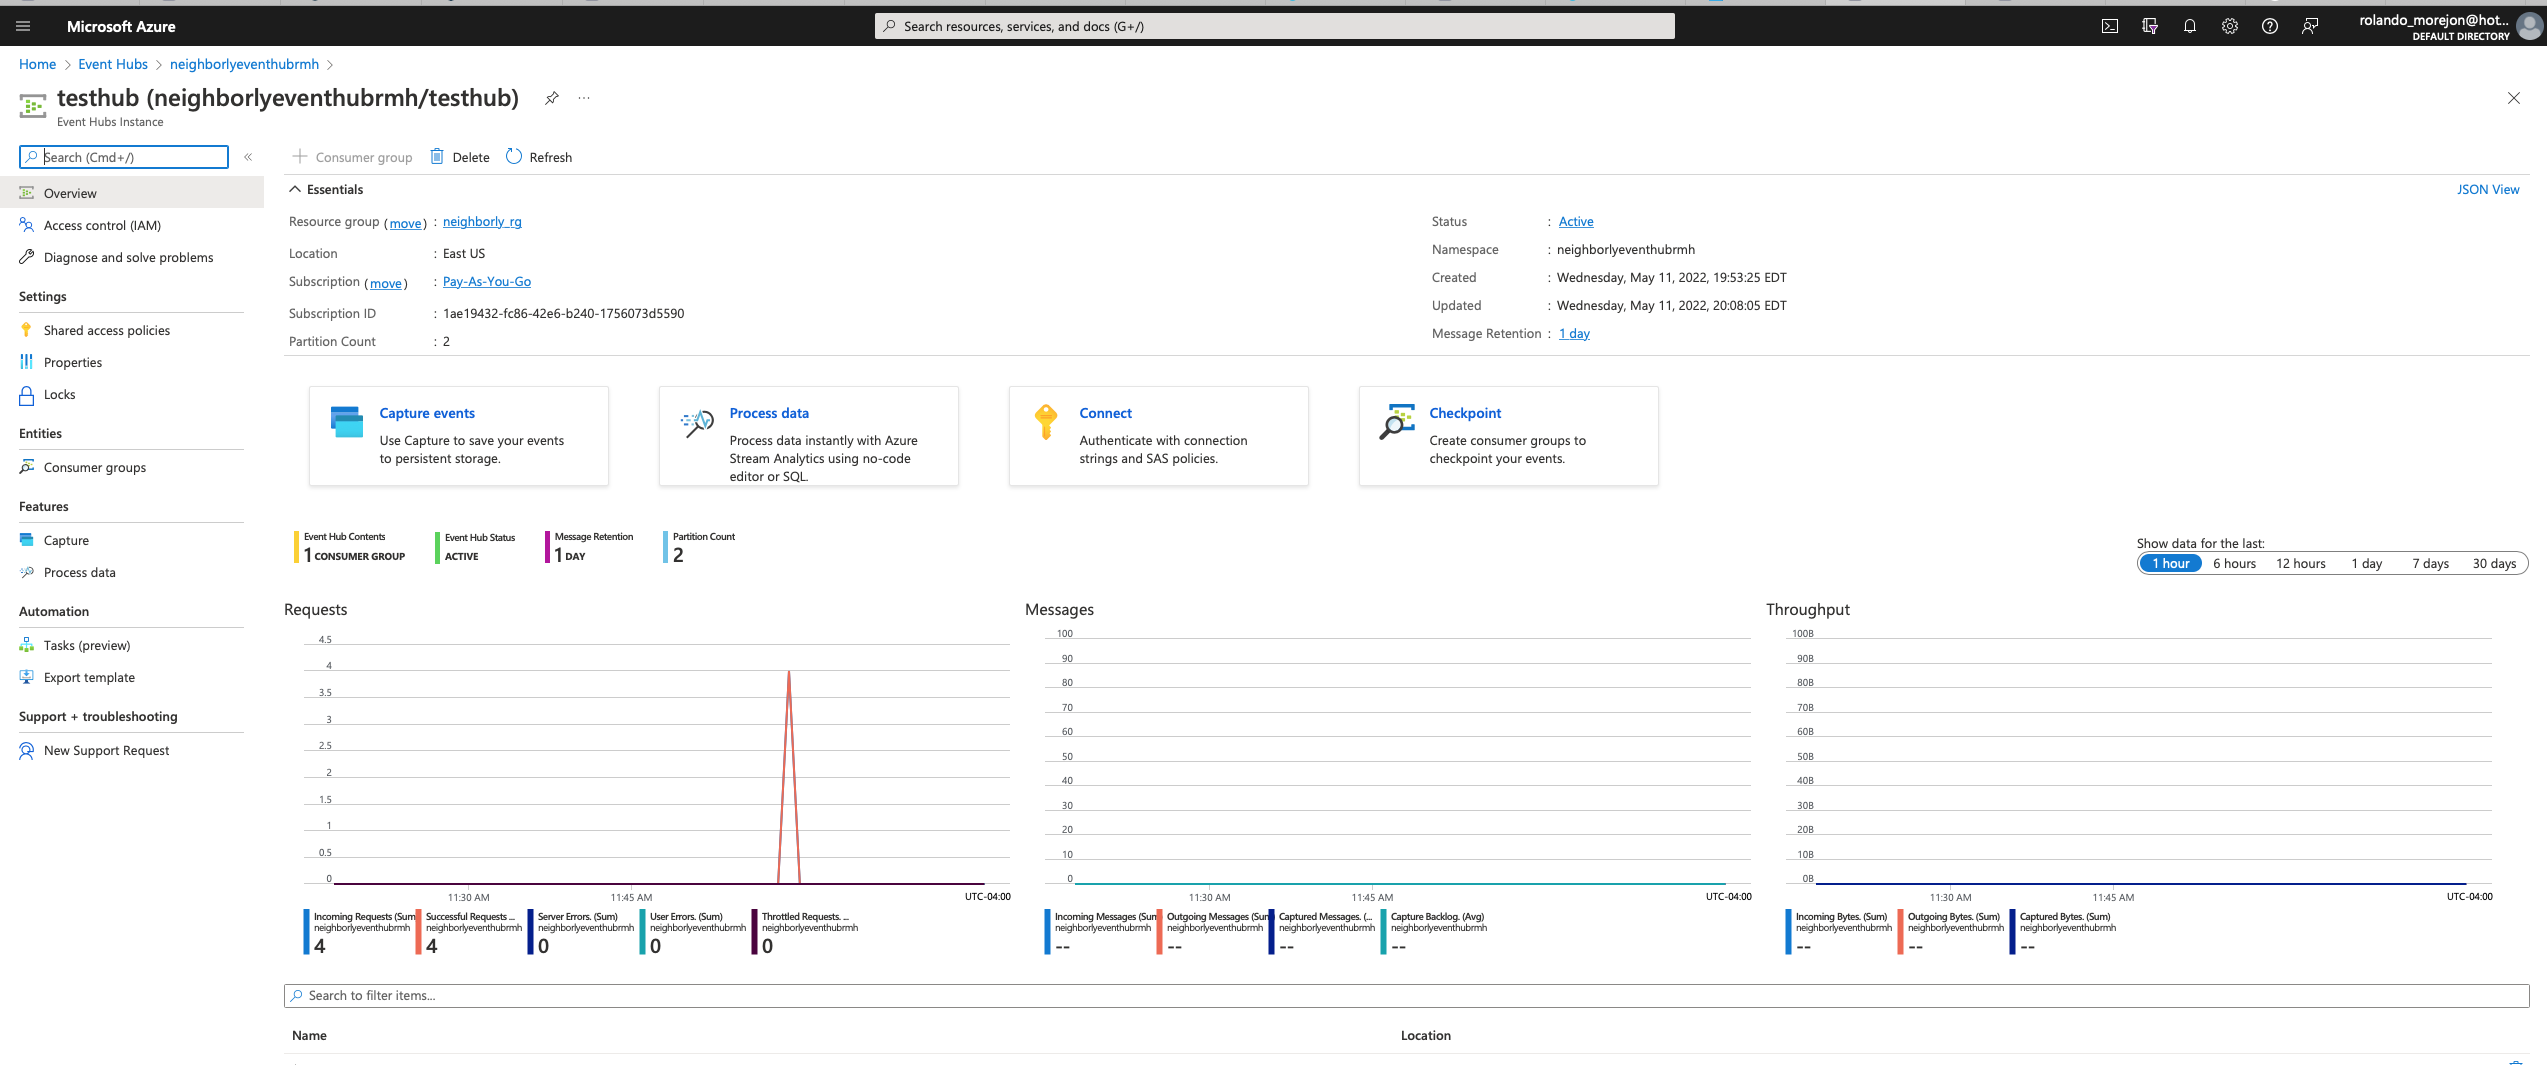 Microsoft Azure
Search resources, services, and docs (G+/)
rolando_morejon@hot...
DEFAULT DIRECTORY
Home > Event Hubs > neighborlyeventhubrmh >
testhub (neighborlyeventhubrmh/testhub)
Event Hubs Instance
Search (Cmd+/)
Overview
Access control (IAM)
Diagnose and solve problems
Settings
Shared access policies
Properties
Locks
Entities
Consumer groups
Features
Capture
Process data
Automation
Tasks (preview)
Export template
Support + troubleshooting
New Support Request
Consumer group Delete Refresh
Essentials
JSON View
Resource group (move) : neighborly_rg
Location : East US
Subscription (move) : Pay-As-You-Go
Subscription ID : 1ae19432-fc86-42e6-b240-1756073d5590
Partition Count : 2
Status : Active
Namespace : neighborlyeventhubrmh
Created : Wednesday, May 11, 2022, 19:53:25 EDT
Updated : Wednesday, May 11, 2022, 20:08:05 EDT
Message Retention : 1 day
Capture events
Use Capture to save your events
to persistent storage.
Process data
Process data instantly with Azure
Stream Analytics using no-code
editor or SQL.
Connect
Authenticate with connection
strings and SAS policies.
Checkpoint
Create consumer groups to
checkpoint your events.
Event Hub Contents
1 CONSUMER GROUP
Event Hub Status
ACTIVE
Message Retention
1 DAY
Partition Count
2
Show data for the last:
1 hour 6 hours 12 hours 1 day 7 days 30 days
Requests
4.5
4
3.5
3
2.5
2
1.5
1
0.5
0
11:30 AM 11:45 AM UTC-04:00
Incoming Requests (Sum
neighborlyeventhubrmh
4
Successful Requests ...
neighborlyeventhubrmh
4
Server Errors. (Sum)
neighborlyeventhubrmh
0
User Errors. (Sum)
neighborlyeventhubrmh
0
Throttled Requests. ...
neighborlyeventhubrmh
0
Messages
100
90
80
70
60
50
40
30
20
10
0
11:30 AM 11:45 AM UTC-04:00
Incoming Messages (Sun
neighborlyeventhubrmh
--
Outgoing Messages (Sun
neighborlyeventhubrmh
--
Captured Messages. (...
neighborlyeventhubrmh
--
Capture Backlog. (Avg)
neighborlyeventhubrmh
--
Throughput
100B
90B
80B
70B
60B
50B
40B
30B
20B
10B
0B
11:30 AM 11:45 AM UTC-04:00
Incoming Bytes. (Sum)
neighborlyeventhubrmh
--
Outgoing Bytes. (Sum)
neighborlyeventhubrmh
--
Captured Bytes. (Sum)
neighborlyeventhubrmh
--
Search to filter items...
Name Location